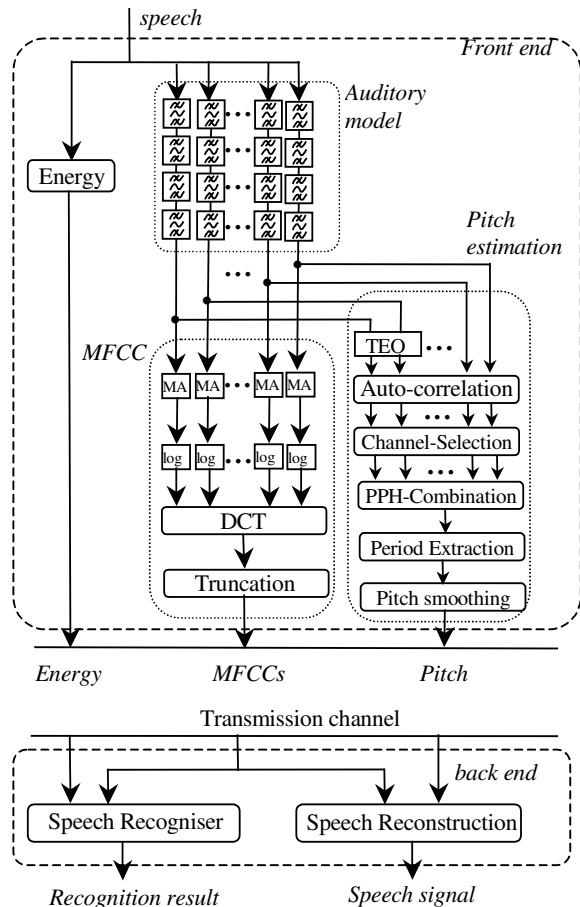 speech
Front end
Auditory
model
Energy
Pitch
estimation
MFCC
TEO
MA MA MA MA
Auto-correlation
Channel-Selection
log log log log
PPH-Combination
DCT
Period Extraction
Truncation
Pitch smoothing
Energy MFCCs Pitch
Transmission channel
back end
Speech Recogniser Speech Reconstruction
Recognition result Speech signal